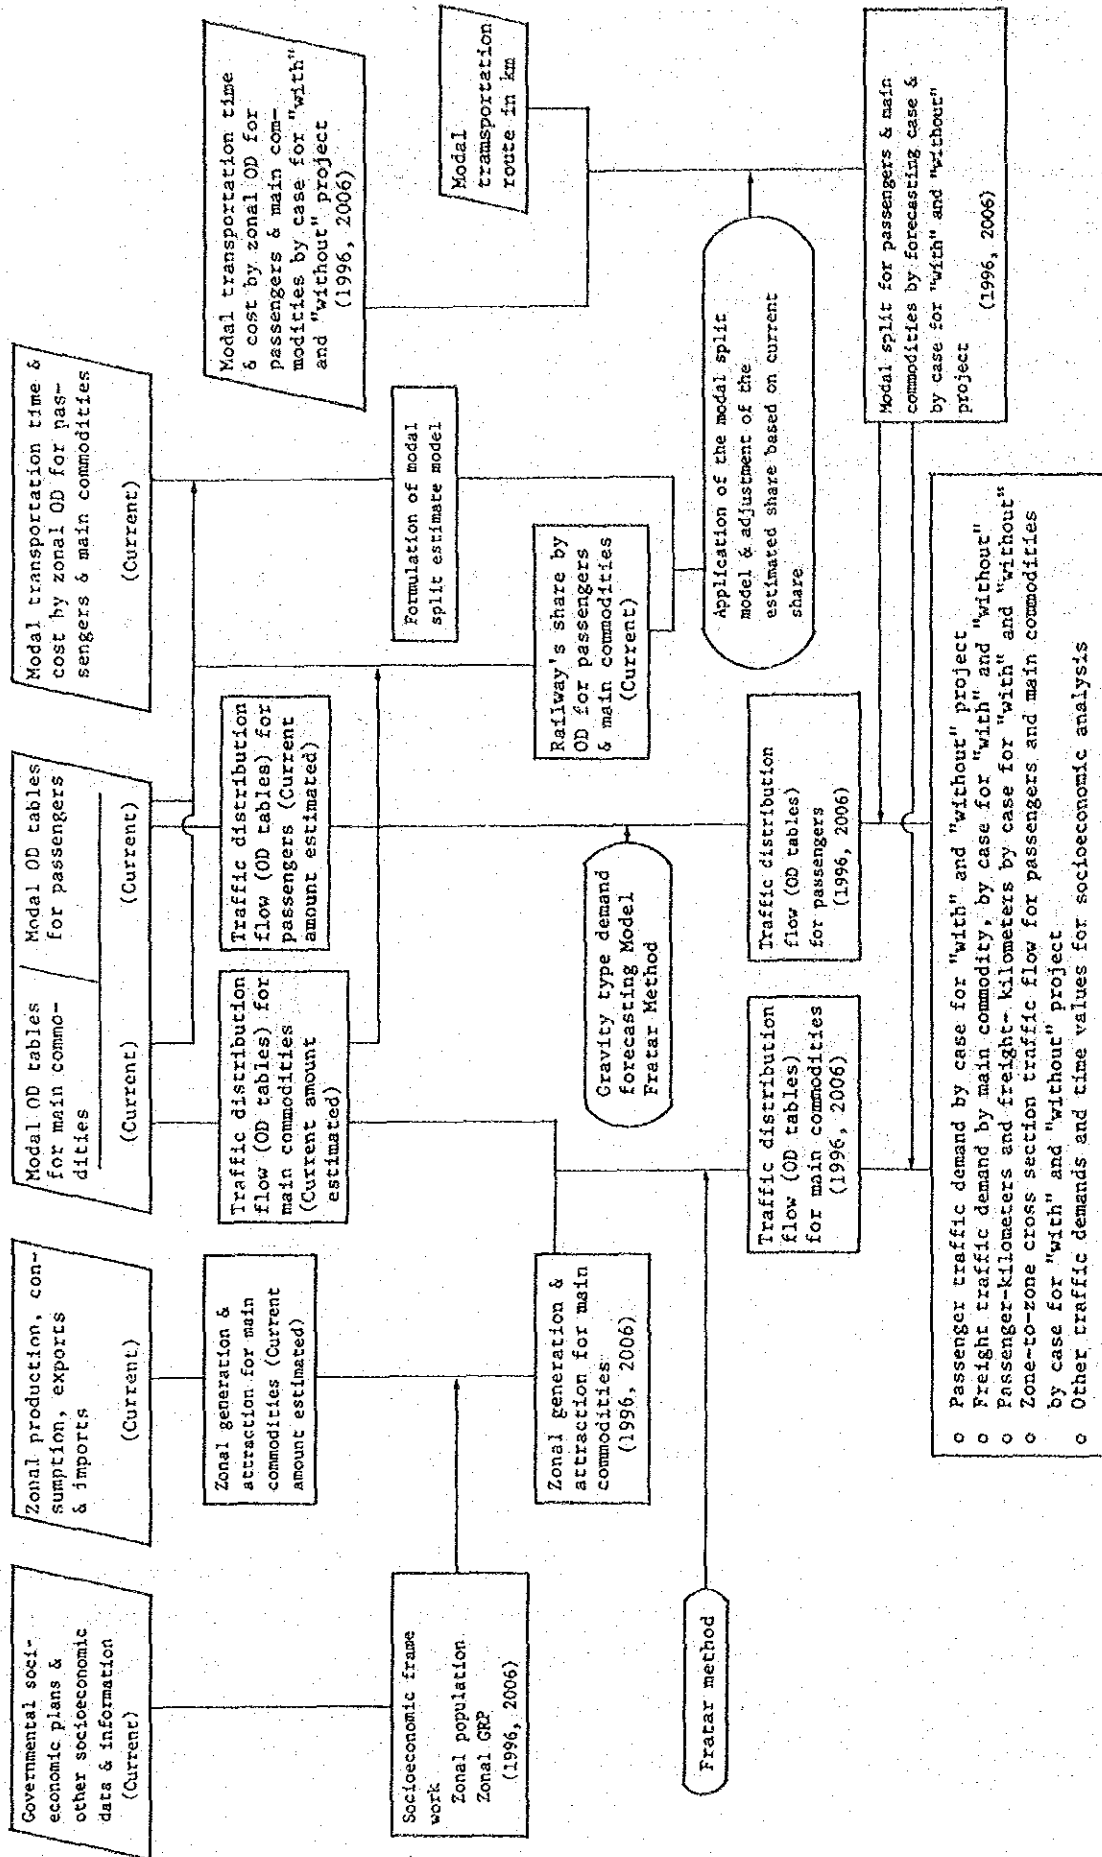 Governmental soci-
economic plans &
other socioeconomic
data & information
(Current)
Zonal production, con-
sumption, exports
& imports
(Current)
Modal OD tables
for main commo-
dities
(Current)
Modal OD tables
for passengers
(Current)
Modal transportation time &
cost by zonal OD for pas-
sengers & main commodities
(Current)
Zonal generation &
attraction for main
commodities (Current
amount estimated)
Traffic distribution
flow (OD tables) for
main commodities
(Current amount
estimated)
Traffic distribution
flow (OD tables) for
passengers (Current
amount estimated)
Modal transportation time
& cost by zonal OD for
passengers & main com-
modities by case for "with"
and "without" project
(1996, 2006)
Socioeconomic frame
work
Zonal population
Zonal GRP
(1996, 2006)
Formulation of modal
split estimate model
Modal
tramsportation
route in km
Zonal generation &
attraction for main
commodities
(1996, 2006)
Railway's share by
OD for passengers
& main commodities
(Current)
Gravity type demand
forecasting Model
Fratar Method
Fratar method
Application of the modal split
model & adjustment of the
estimated share based on current
share
Traffic distribution
flow (OD tables)
for main commodities
(1996, 2006)
Traffic distribution
flow (OD tables)
for passengers
(1996, 2006)
Modal split for passengers & main
commodities by forecasting case &
by case for "with" and "without"
project
(1996, 2006)
o Passenger traffic demand by case for "with" and "without" project
o Freight traffic demand by main commodity, by case for "with" and "without"
o Passenger-kilometers and freight- kilometers by case for "with" and "without"
o Zone-to-zone cross section traffic flow for passengers and main commodities
by case for "with" and "without" project
o Other traffic demands and time values for socioeconomic analysis